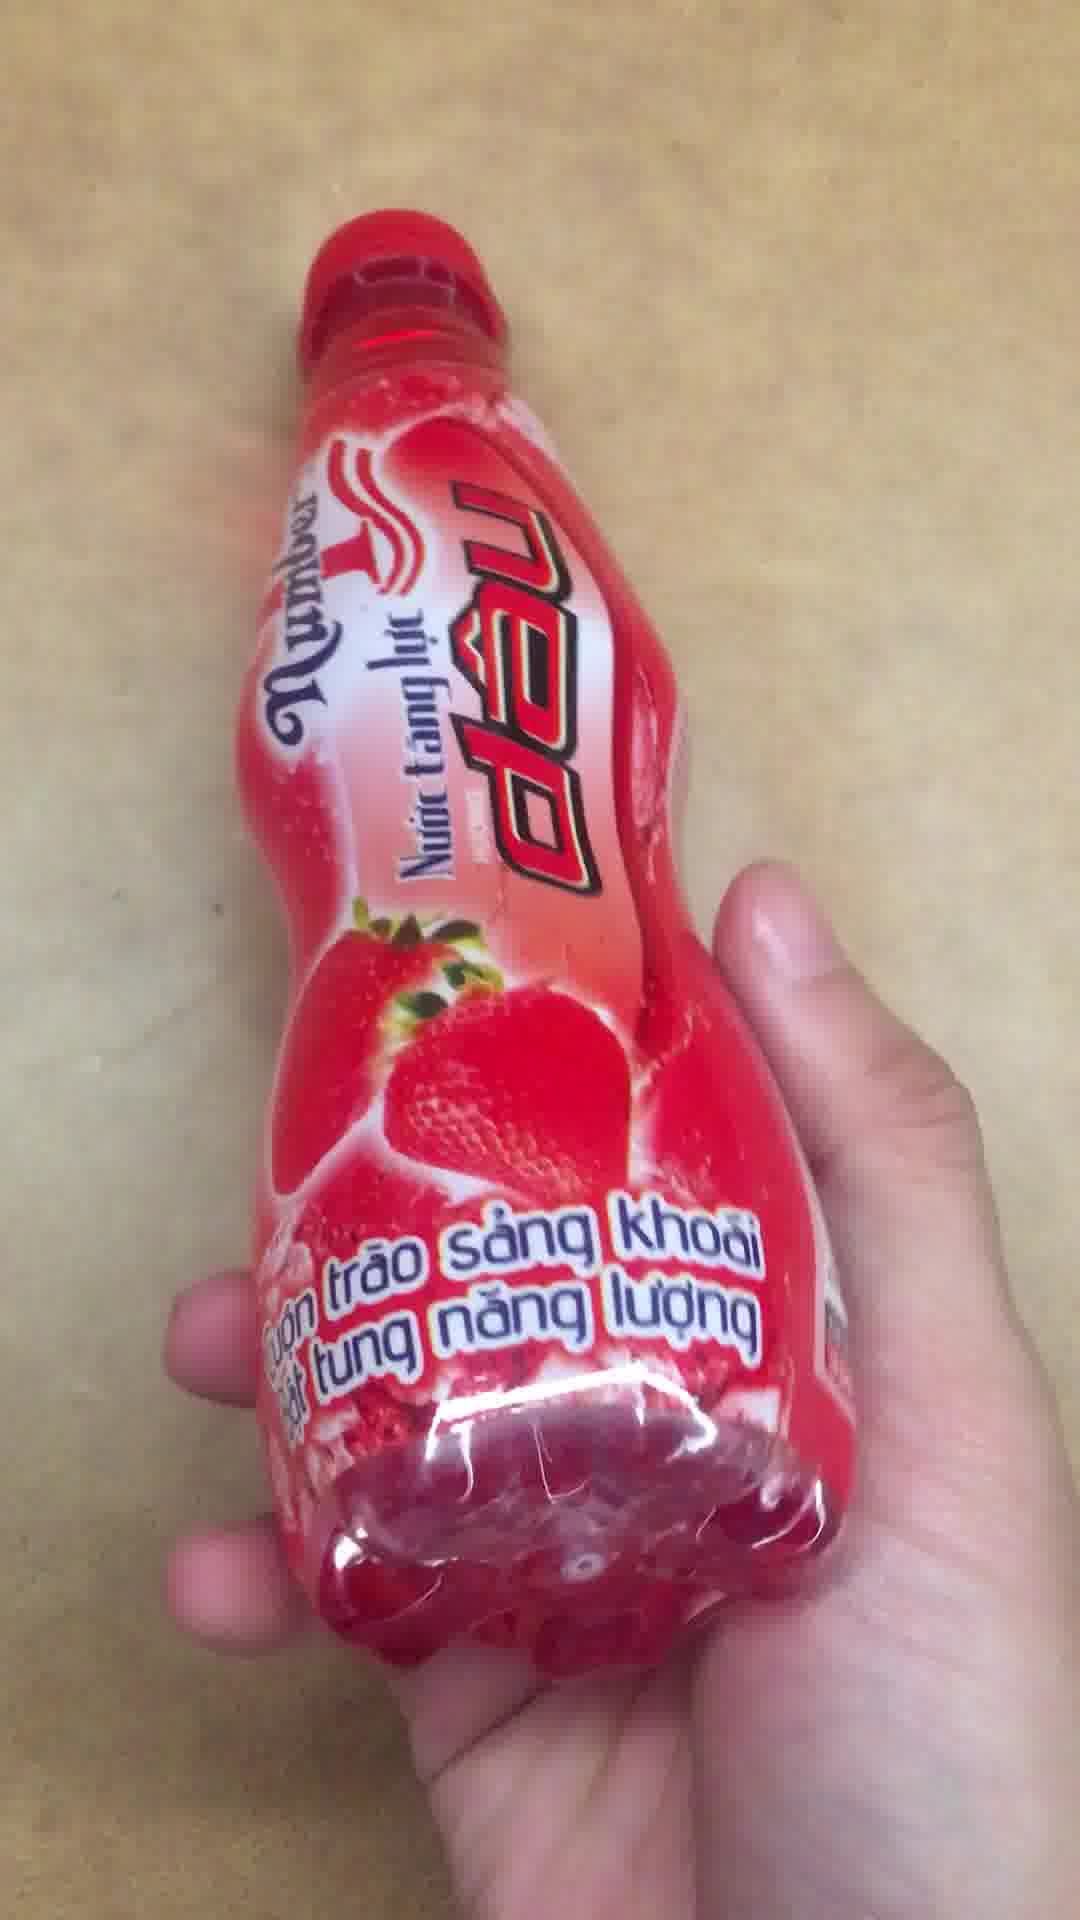 Number
1
Nước tăng lực
dâu
trào sảng khoái
tung năng lượng